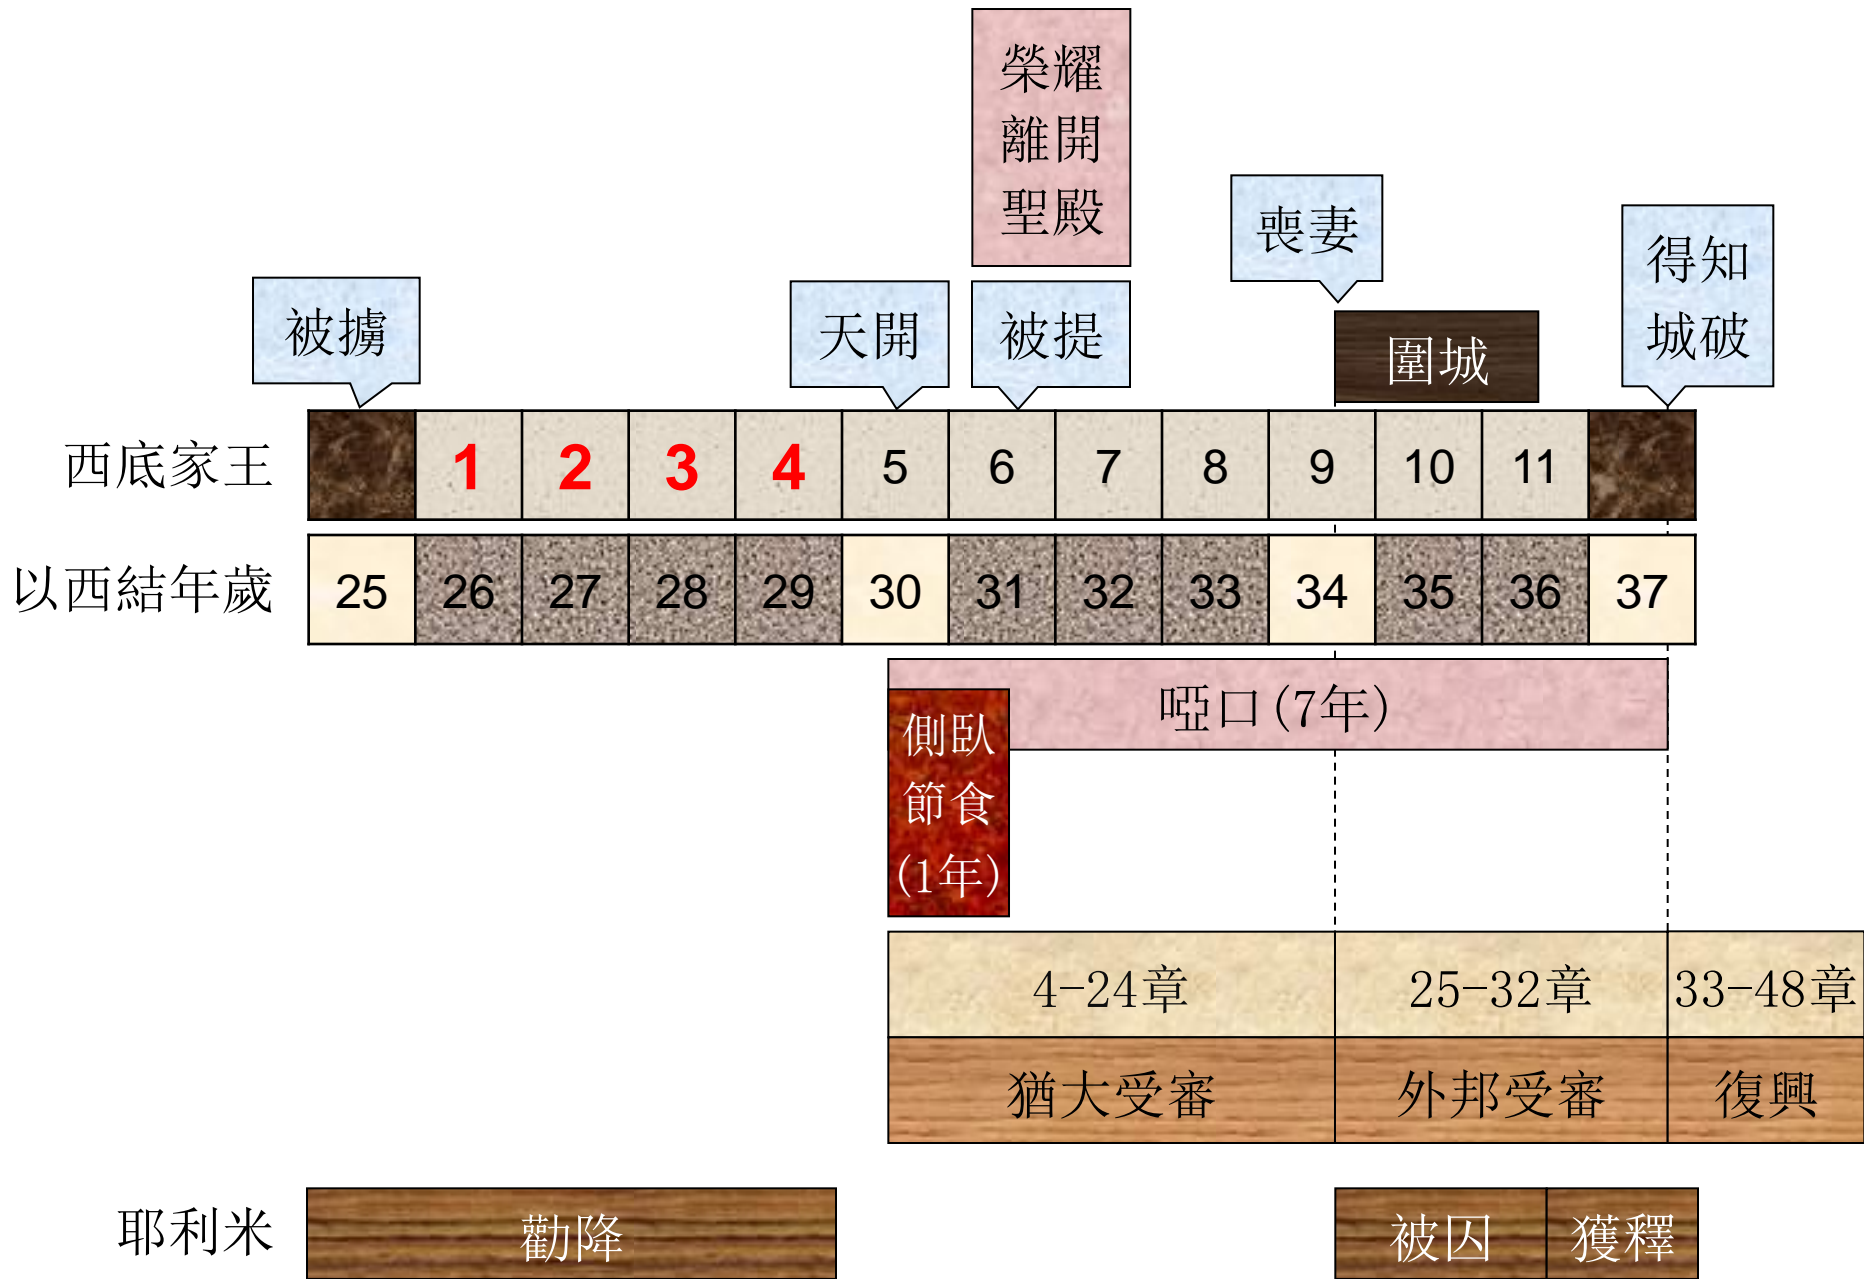 榮耀
離開
聖殿
喪妻
得知
城破
被擄
天開
被提
圍城
西底家王 1 2 3 4 5 6 7 8 9 10 11
以西結年歲 25 26 27 28 29 30 31 32 33 34 35 36 37
啞口(7年)
側臥
節食
(1年)
4-24章 25-32章 33-48章
猶大受審 外邦受審 復興
耶利米 勸降 被囚 獲釋